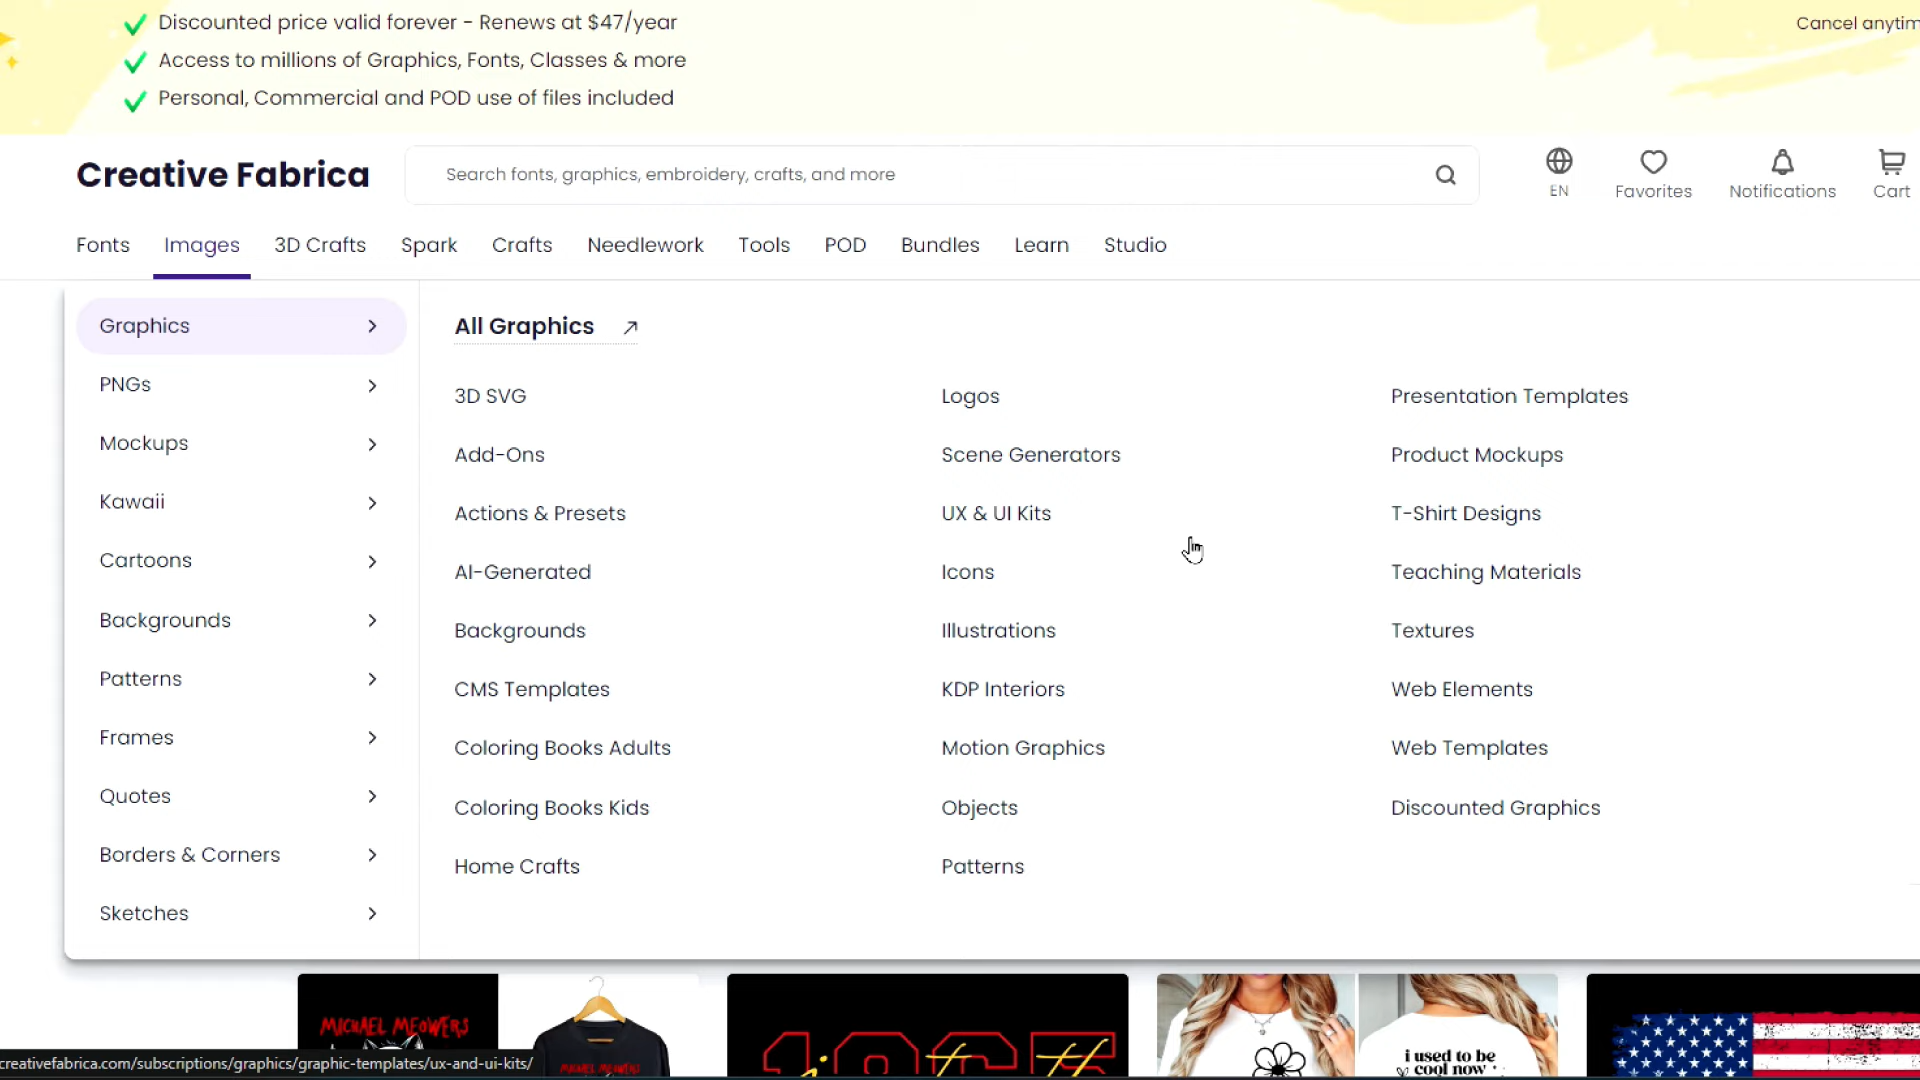 Discounted price valid forever - Renews at $47/year
Cancel anytim
Access to millions of Graphics, Fonts, Classes & more
Personal, Commercial and POD use of files included
Creative Fabrica
Search fonts, graphics, embroidery, crafts, and more
EN
Favorites
Notifications
Cart
Fonts
Images
3D Crafts
Spark
Crafts
Needlework
Tools
POD
Bundles
Learn
Studio
Graphics
PNGs
Mockups
Kawaii
Cartoons
Backgrounds
Patterns
Frames
Quotes
Borders & Corners
Sketches
All Graphics
3D SVG
Add-Ons
Actions & Presets
AI-Generated
Backgrounds
CMS Templates
Coloring Books Adults
Coloring Books Kids
Home Crafts
Logos
Scene Generators
UX & UI Kits
Icons
Illustrations
KDP Interiors
Motion Graphics
Objects
Patterns
Presentation Templates
Product Mockups
T-Shirt Designs
Teaching Materials
Textures
Web Elements
Web Templates
Discounted Graphics
MICHAEL MEOWERS
MICHAEL MEOWERS
i used to be
cool now
creativefabrica.com/subscriptions/graphics/graphic-templates/ux-and-ui-kits/